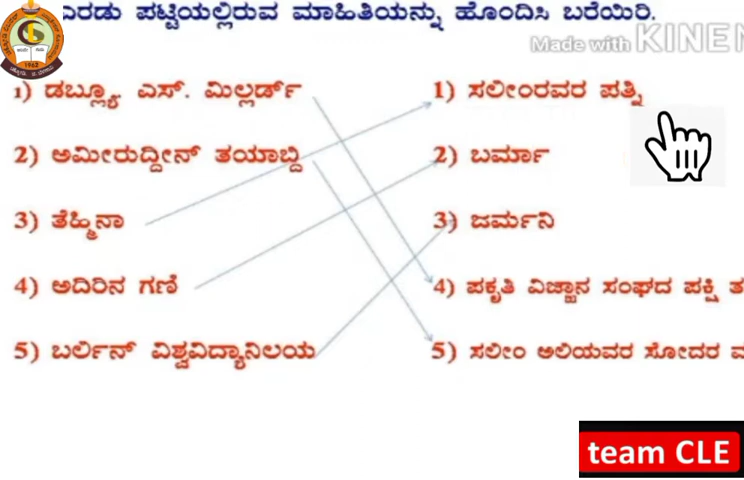 ಎರಡು ಪಟ್ಟಿಯಲ್ಲಿರುವ ಮಾಹಿತಿಯನ್ನು ಹೊಂದಿಸಿ ಬರೆಯಿರಿ.
Made with KINEN
1) ಡಬ್ಲ್ಯೂ. ಎಸ್. ಮಿಲ್ಲರ್ಡ್ 1) ಸಲೀಂರವರ ಪತ್ನಿ
2) ಅಮೀರುದ್ದೀನ್ ತಯಾಬ್ದಿ 2) ಬರ್ಮಾ
3) ತೆಹ್ಮಿನಾ 3) ಜರ್ಮನಿ
4) ಅದಿರಿನ ಗಣಿ 4) ಪಕೃತಿ ವಿಜ್ಞಾನ ಸಂಘದ ಪಕ್ಷಿ ತ
5) ಬರ್ಲಿನ್ ವಿಶ್ವವಿದ್ಯಾನಿಲಯ 5) ಸಲೀಂ ಅಲಿಯವರ ಸೋದರ ಮ
team CLE